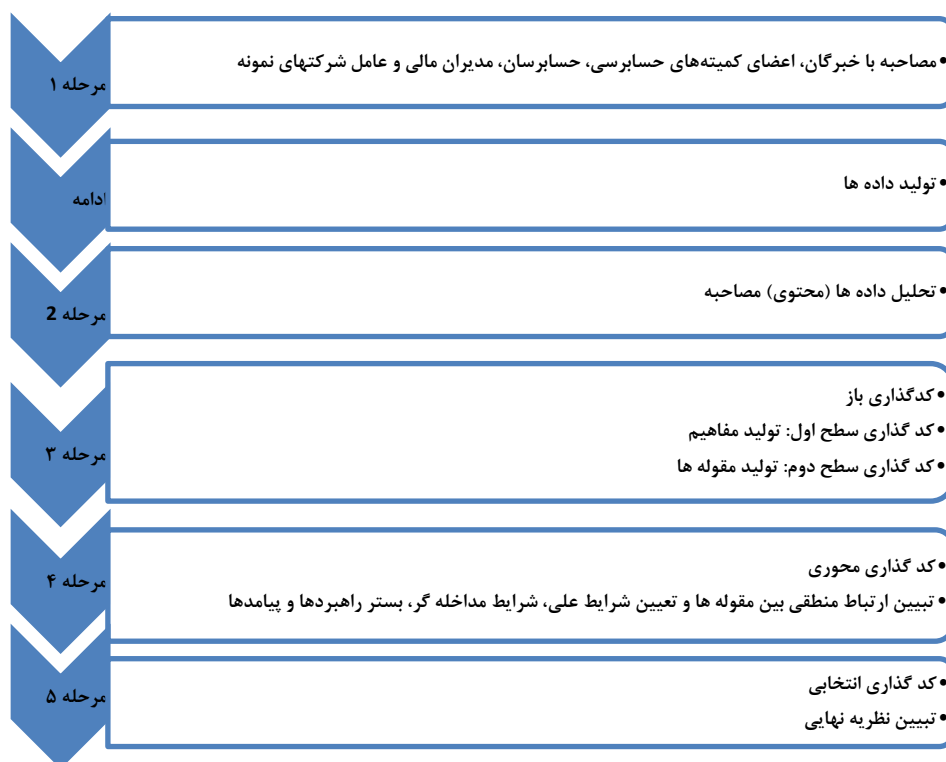 مرحله ۱
•مصاحبه با خبرگان، اعضای کمیته‌های حسابرسی، حسابرسان، مدیران مالی و عامل شرکتهای نمونه
ادامه
•تولید داده ها
مرحله 2
•تحلیل داده ها (محتوی) مصاحبه
مرحله ۳
•کدگذاری باز
•کد گذاری سطح اول: تولید مفاهیم
•کد گذاری سطح دوم: تولید مقوله ها
مرحله ۴
•کد گذاری محوری
•تبیین ارتباط منطقی بین مقوله ها و تعیین شرایط علی، شرایط مداخله گر، بستر راهبردها و پیامدها
مرحله ۵
•کد گذاری انتخابی
•تبیین نظریه نهایی